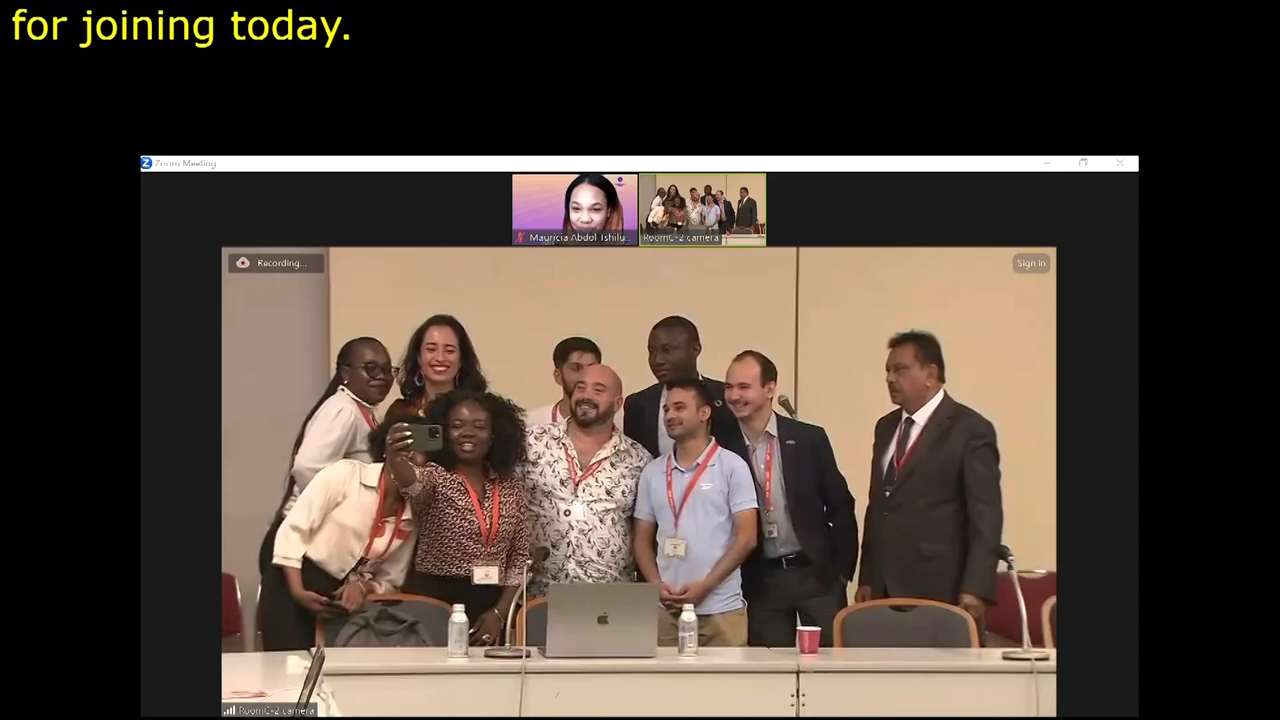 for joining today.
Zoom Meeting
Mauricia Abdol Tshilu...
RoomC-2 camera
Recording...
Sign in
RoomC-2 camera